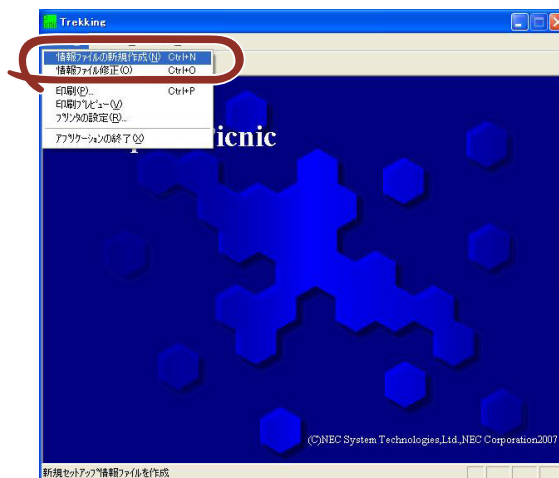 Trekking
情報ファイルの新規作成(N) Ctrl+N
情報ファイル修正(O) Ctrl+O
印刷(P)... Ctrl+P
印刷プレビュー(V)
プリンタの設定(R)...
アプリケーションの終了(X)
icnic
(C)NEC System Technologies,Ltd.,NEC Corporation2007
新規セットアップ情報ファイルを作成